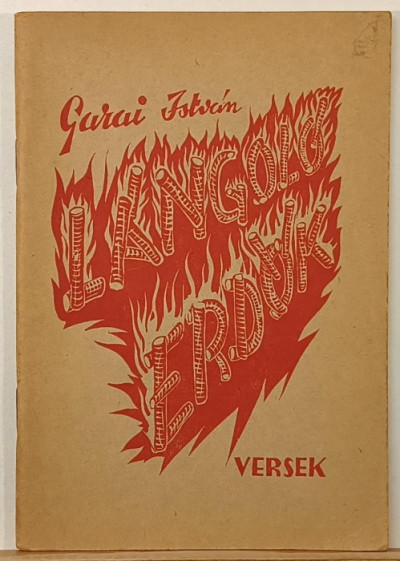 Garai István
LÁNGOLÓ
ERDŐK
VERSEK